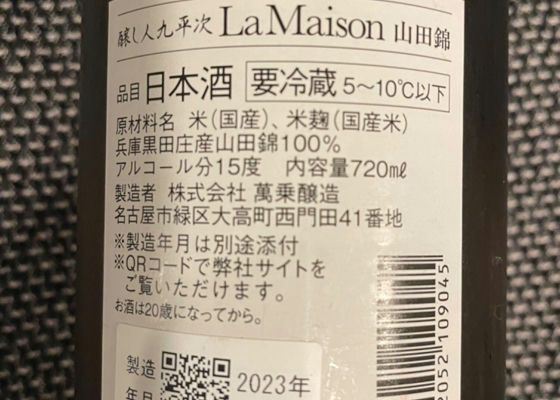 醸し人九平次 La Maison 山田錦
品目 日本酒 要冷蔵 5～10℃以下
原材料名 米(国産)、米麹(国産米)
兵庫黒田庄産山田錦100%
アルコール分15度 内容量720ml
製造者 株式会社 萬乗醸造
名古屋市緑区大高町西門田41番地
※製造年月は別途添付
※QRコードで弊社サイトを
ご覧いただけます。
お酒は20歳になってから。
製造
年月
2023年
2052109045